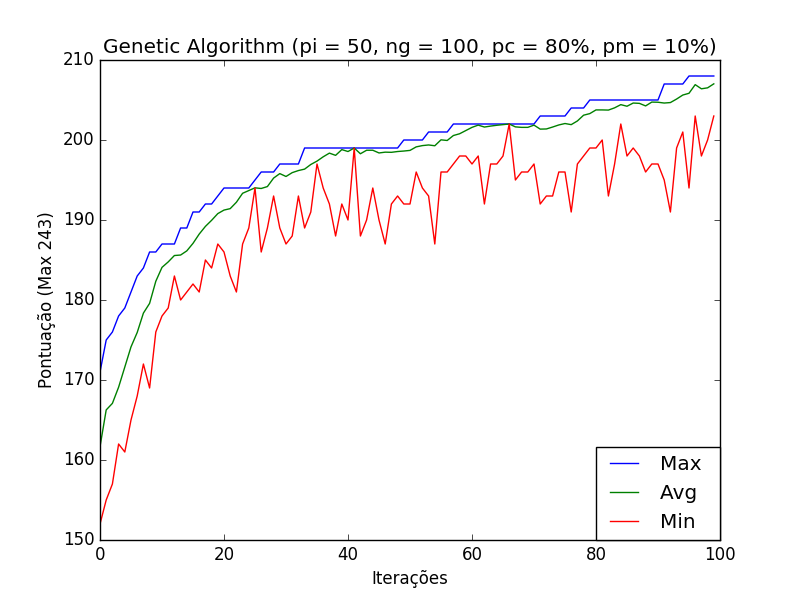 Genetic Algorithm (pi = 50, ng = 100, pc = 80%, pm = 10%)
210
200
190
180
170
160
150
Pontuação (Max 243)
0
20
40
60
80
100
Iterações
Max
Avg
Min